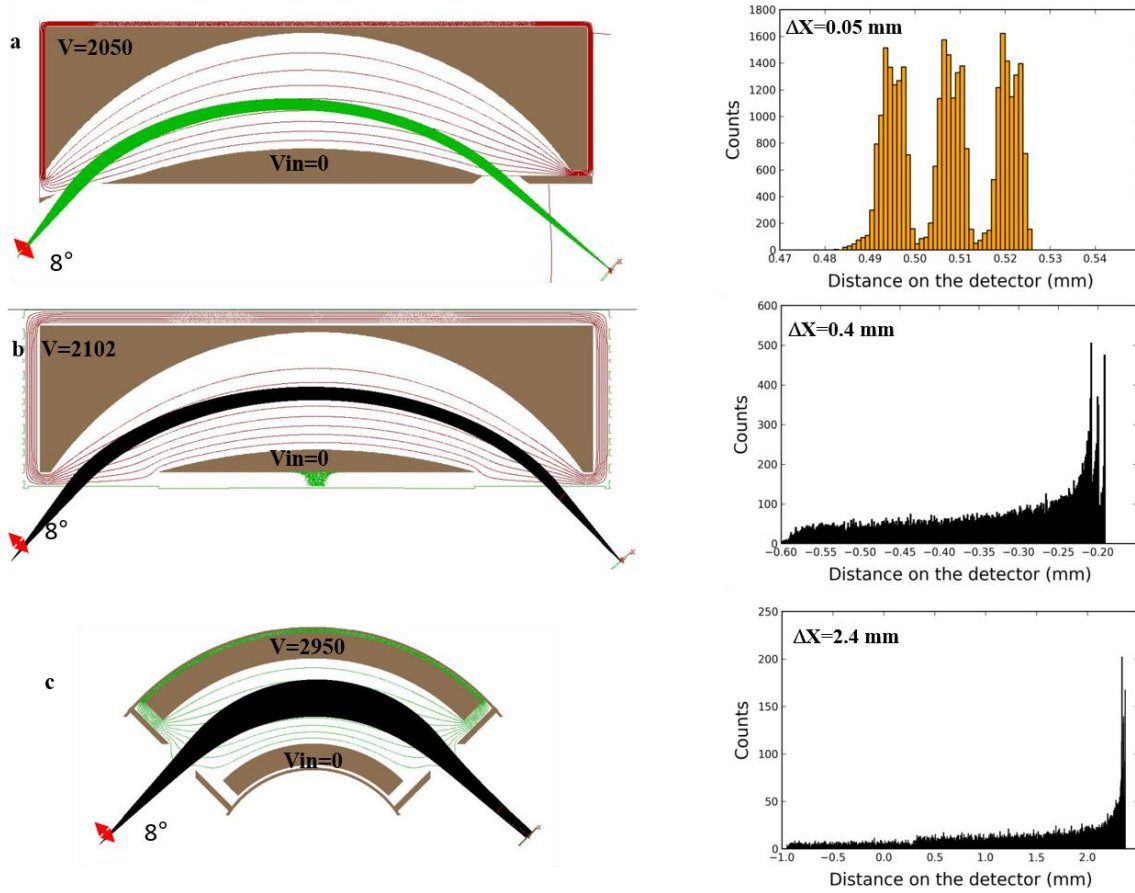 a
V=2050
Vin=0
8°
x
ΔX=0.05 mm
Counts
1800
1600
1400
1200
1000
800
600
400
200
0
0.47 0.48 0.49 0.50 0.51 0.52 0.53 0.54
Distance on the detector (mm)
b
V=2102
Vin=0
8°
x
ΔX=0.4 mm
Counts
600
500
400
300
200
100
0
−0.60 −0.55 −0.50 −0.45 −0.40 −0.35 −0.30 −0.25 −0.20
Distance on the detector (mm)
c
V=2950
Vin=0
8°
x
ΔX=2.4 mm
Counts
250
200
150
100
50
0
-1.0 −0.5 0.0 0.5 1.0 1.5 2.0
Distance on the detector (mm)